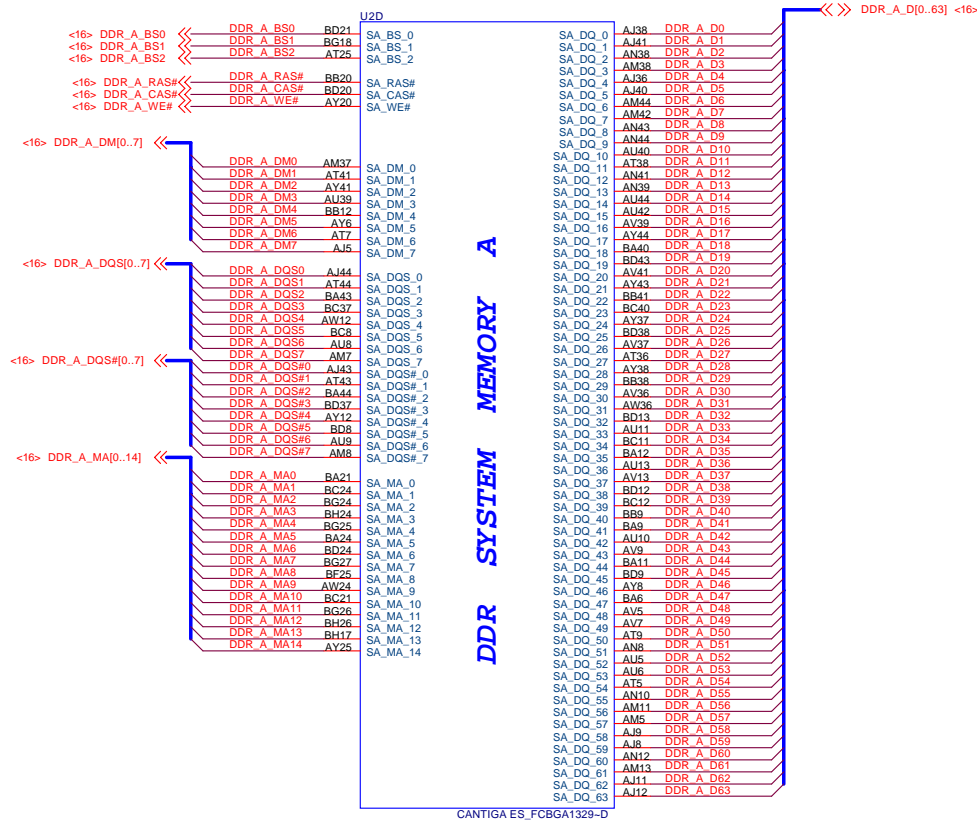 U2D
DDR_A_D[0..63] <16>
<16> DDR_A_BS0 DDR_A_BS0 BD21 SA_BS_0
<16> DDR_A_BS1 DDR_A_BS1 BG18 SA_BS_1
<16> DDR_A_BS2 DDR_A_BS2 AT25 SA_BS_2
<16> DDR_A_RAS# DDR_A_RAS# BB20 SA_RAS#
<16> DDR_A_CAS# DDR_A_CAS# BD20 SA_CAS#
<16> DDR_A_WE# DDR_A_WE# AY20 SA_WE#
<16> DDR_A_DM[0..7]
DDR_A_DM0 AM37 SA_DM_0
DDR_A_DM1 AT41 SA_DM_1
DDR_A_DM2 AY41 SA_DM_2
DDR_A_DM3 AU39 SA_DM_3
DDR_A_DM4 BB12 SA_DM_4
DDR_A_DM5 AY6 SA_DM_5
DDR_A_DM6 AT7 SA_DM_6
DDR_A_DM7 AJ5 SA_DM_7
<16> DDR_A_DQS[0..7]
DDR_A_DQS0 AJ44 SA_DQS_0
DDR_A_DQS1 AT44 SA_DQS_1
DDR_A_DQS2 BA43 SA_DQS_2
DDR_A_DQS3 BC37 SA_DQS_3
DDR_A_DQS4 AW12 SA_DQS_4
DDR_A_DQS5 BC8 SA_DQS_5
DDR_A_DQS6 AU8 SA_DQS_6
DDR_A_DQS7 AM7 SA_DQS_7
<16> DDR_A_DQS#[0..7]
DDR_A_DQS#0 AJ43 SA_DQS#_0
DDR_A_DQS#1 AT43 SA_DQS#_1
DDR_A_DQS#2 BA44 SA_DQS#_2
DDR_A_DQS#3 BD37 SA_DQS#_3
DDR_A_DQS#4 AY12 SA_DQS#_4
DDR_A_DQS#5 BD8 SA_DQS#_5
DDR_A_DQS#6 AU9 SA_DQS#_6
DDR_A_DQS#7 AM8 SA_DQS#_7
<16> DDR_A_MA[0..14]
DDR_A_MA0 BA21 SA_MA_0
DDR_A_MA1 BC24 SA_MA_1
DDR_A_MA2 BG24 SA_MA_2
DDR_A_MA3 BH24 SA_MA_3
DDR_A_MA4 BG25 SA_MA_4
DDR_A_MA5 BA24 SA_MA_5
DDR_A_MA6 BD24 SA_MA_6
DDR_A_MA7 BG27 SA_MA_7
DDR_A_MA8 BF25 SA_MA_8
DDR_A_MA9 AW24 SA_MA_9
DDR_A_MA10 BC21 SA_MA_10
DDR_A_MA11 BG26 SA_MA_11
DDR_A_MA12 BH26 SA_MA_12
DDR_A_MA13 BH17 SA_MA_13
DDR_A_MA14 AY25 SA_MA_14
DDR SYSTEM MEMORY A
SA_DQ_0 AJ38 DDR_A_D0
SA_DQ_1 AJ41 DDR_A_D1
SA_DQ_2 AN38 DDR_A_D2
SA_DQ_3 AM38 DDR_A_D3
SA_DQ_4 AJ36 DDR_A_D4
SA_DQ_5 AJ40 DDR_A_D5
SA_DQ_6 AM44 DDR_A_D6
SA_DQ_7 AM42 DDR_A_D7
SA_DQ_8 AN43 DDR_A_D8
SA_DQ_9 AN44 DDR_A_D9
SA_DQ_10 AU40 DDR_A_D10
SA_DQ_11 AT38 DDR_A_D11
SA_DQ_12 AN41 DDR_A_D12
SA_DQ_13 AN39 DDR_A_D13
SA_DQ_14 AU44 DDR_A_D14
SA_DQ_15 AU42 DDR_A_D15
SA_DQ_16 AV39 DDR_A_D16
SA_DQ_17 AY44 DDR_A_D17
SA_DQ_18 BA40 DDR_A_D18
SA_DQ_19 BD43 DDR_A_D19
SA_DQ_20 AV41 DDR_A_D20
SA_DQ_21 AY43 DDR_A_D21
SA_DQ_22 BB41 DDR_A_D22
SA_DQ_23 BC40 DDR_A_D23
SA_DQ_24 AY37 DDR_A_D24
SA_DQ_25 BD38 DDR_A_D25
SA_DQ_26 AV37 DDR_A_D26
SA_DQ_27 AT36 DDR_A_D27
SA_DQ_28 AY38 DDR_A_D28
SA_DQ_29 BB38 DDR_A_D29
SA_DQ_30 AV36 DDR_A_D30
SA_DQ_31 AW36 DDR_A_D31
SA_DQ_32 BD13 DDR_A_D32
SA_DQ_33 AU11 DDR_A_D33
SA_DQ_34 BC11 DDR_A_D34
SA_DQ_35 BA12 DDR_A_D35
SA_DQ_36 AU13 DDR_A_D36
SA_DQ_37 AV13 DDR_A_D37
SA_DQ_38 BD12 DDR_A_D38
SA_DQ_39 BC12 DDR_A_D39
SA_DQ_40 BB9 DDR_A_D40
SA_DQ_41 BA9 DDR_A_D41
SA_DQ_42 AU10 DDR_A_D42
SA_DQ_43 AV9 DDR_A_D43
SA_DQ_44 BA11 DDR_A_D44
SA_DQ_45 BD9 DDR_A_D45
SA_DQ_46 AY8 DDR_A_D46
SA_DQ_47 BA6 DDR_A_D47
SA_DQ_48 AV5 DDR_A_D48
SA_DQ_49 AV7 DDR_A_D49
SA_DQ_50 AT9 DDR_A_D50
SA_DQ_51 AN8 DDR_A_D51
SA_DQ_52 AU5 DDR_A_D52
SA_DQ_53 AU6 DDR_A_D53
SA_DQ_54 AT5 DDR_A_D54
SA_DQ_55 AN10 DDR_A_D55
SA_DQ_56 AM11 DDR_A_D56
SA_DQ_57 AM5 DDR_A_D57
SA_DQ_58 AJ9 DDR_A_D58
SA_DQ_59 AJ8 DDR_A_D59
SA_DQ_60 AN12 DDR_A_D60
SA_DQ_61 AM13 DDR_A_D61
SA_DQ_62 AJ11 DDR_A_D62
SA_DQ_63 AJ12 DDR_A_D63
CANTIGA ES_FCBGA1329~D